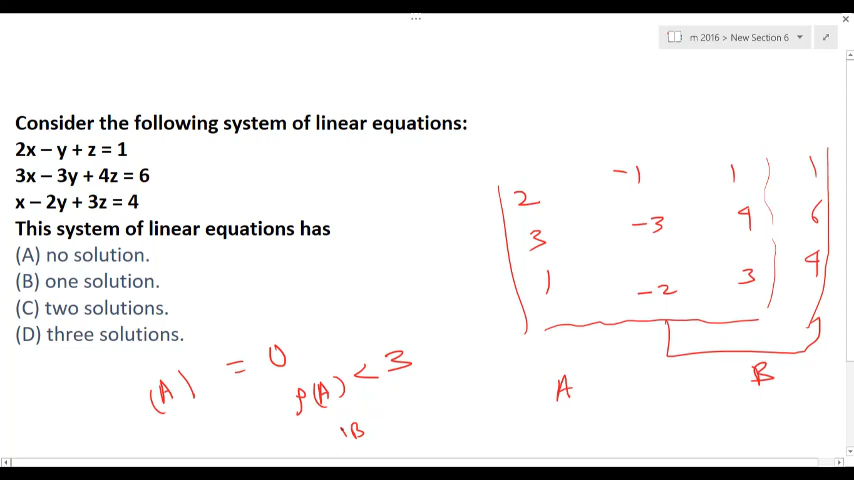 m 2016 > New Section 6
Consider the following system of linear equations:
2x – y + z = 1
3x – 3y + 4z = 6
x – 2y + 3z = 4
This system of linear equations has
(A) no solution.
(B) one solution.
(C) two solutions.
(D) three solutions.
2 -1 1 1
3 -3 4 6
1 -2 3 4
A B
|A| = 0
ρ(A) < 3
B